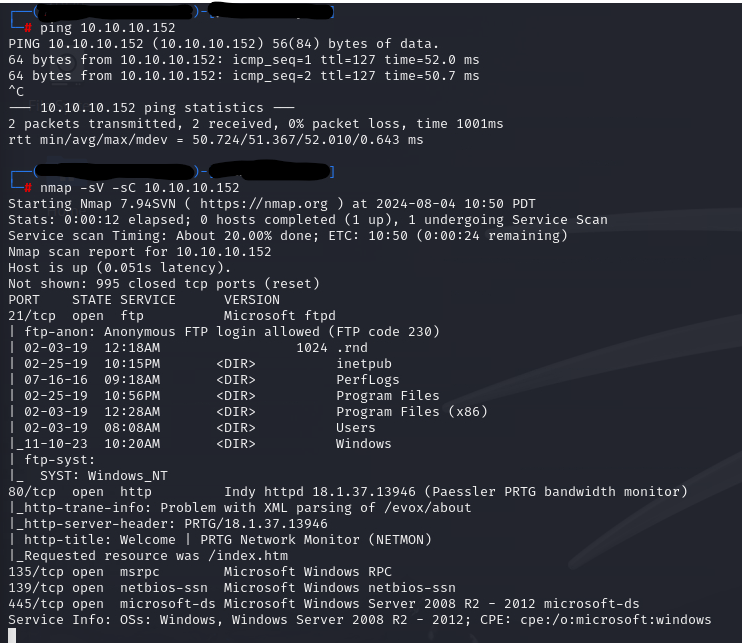 ┌──( )-[ ]
└─# ping 10.10.10.152
PING 10.10.10.152 (10.10.10.152) 56(84) bytes of data.
64 bytes from 10.10.10.152: icmp_seq=1 ttl=127 time=52.0 ms
64 bytes from 10.10.10.152: icmp_seq=2 ttl=127 time=50.7 ms
^C
--- 10.10.10.152 ping statistics ---
2 packets transmitted, 2 received, 0% packet loss, time 1001ms
rtt min/avg/max/mdev = 50.724/51.367/52.010/0.643 ms
┌──( )-[ ]
└─# nmap -sV -sC 10.10.10.152
Starting Nmap 7.94SVN ( https://nmap.org ) at 2024-08-04 10:50 PDT
Stats: 0:00:12 elapsed; 0 hosts completed (1 up), 1 undergoing Service Scan
Service scan Timing: About 20.00% done; ETC: 10:50 (0:00:24 remaining)
Nmap scan report for 10.10.10.152
Host is up (0.051s latency).
Not shown: 995 closed tcp ports (reset)
PORT    STATE SERVICE      VERSION
21/tcp  open  ftp          Microsoft ftpd
| ftp-anon: Anonymous FTP login allowed (FTP code 230)
| 02-03-19  12:18AM                 1024 .rnd
| 02-25-19  10:15PM       <DIR>          inetpub
| 07-16-16  09:18AM       <DIR>          PerfLogs
| 02-25-19  10:56PM       <DIR>          Program Files
| 02-03-19  12:28AM       <DIR>          Program Files (x86)
| 02-03-19  08:08AM       <DIR>          Users
|_11-10-23  10:20AM       <DIR>          Windows
| ftp-syst:
|_  SYST: Windows_NT
80/tcp  open  http         Indy httpd 18.1.37.13946 (Paessler PRTG bandwidth monitor)
|_http-trane-info: Problem with XML parsing of /evox/about
|_http-server-header: PRTG/18.1.37.13946
| http-title: Welcome | PRTG Network Monitor (NETMON)
|_Requested resource was /index.htm
135/tcp open  msrpc        Microsoft Windows RPC
139/tcp open  netbios-ssn  Microsoft Windows netbios-ssn
445/tcp open  microsoft-ds Microsoft Windows Server 2008 R2 - 2012 microsoft-ds
Service Info: OSs: Windows, Windows Server 2008 R2 - 2012; CPE: cpe:/o:microsoft:windows